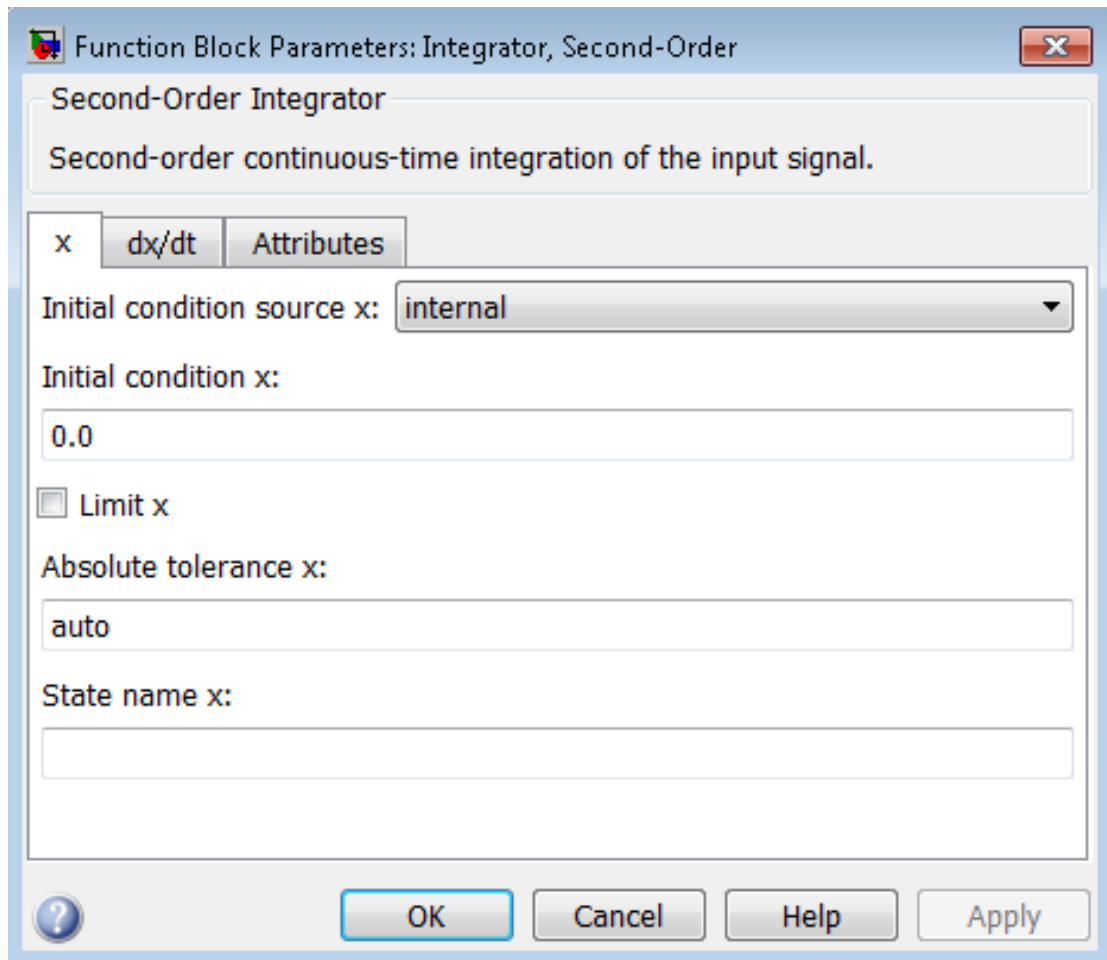 Function Block Parameters: Integrator, Second-Order
Second-Order Integrator
Second-order continuous-time integration of the input signal.
x dx/dt Attributes
Initial condition source x: internal
Initial condition x:
0.0
Limit x
Absolute tolerance x:
auto
State name x:
? OK Cancel Help Apply